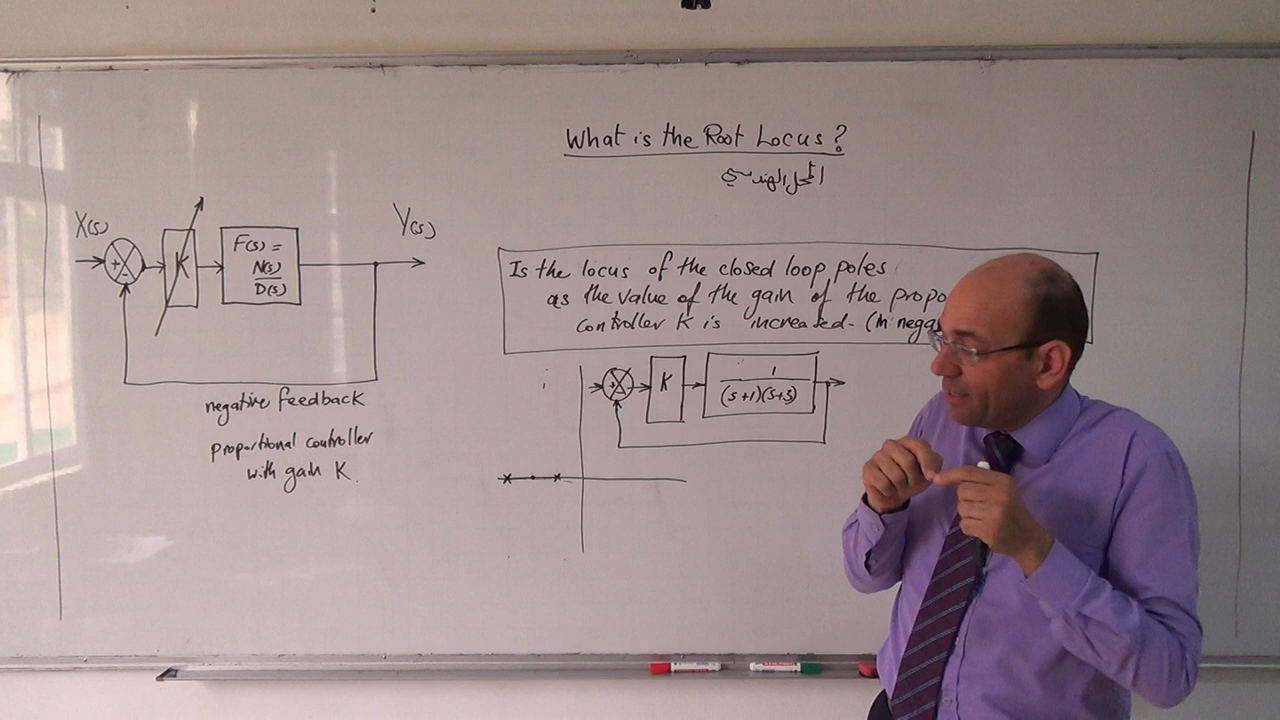 What is the Root Locus?
المحل الهندسي
X(s)
Y(s)
+
K
F(s) =
N(s)
D(s)
negative feedback
proportional controller
with gain K.
Is the locus of the closed loop poles
as the value of the gain of the propo
controller K is increased. (in nega
+
K
1
(s+1)(s+3)